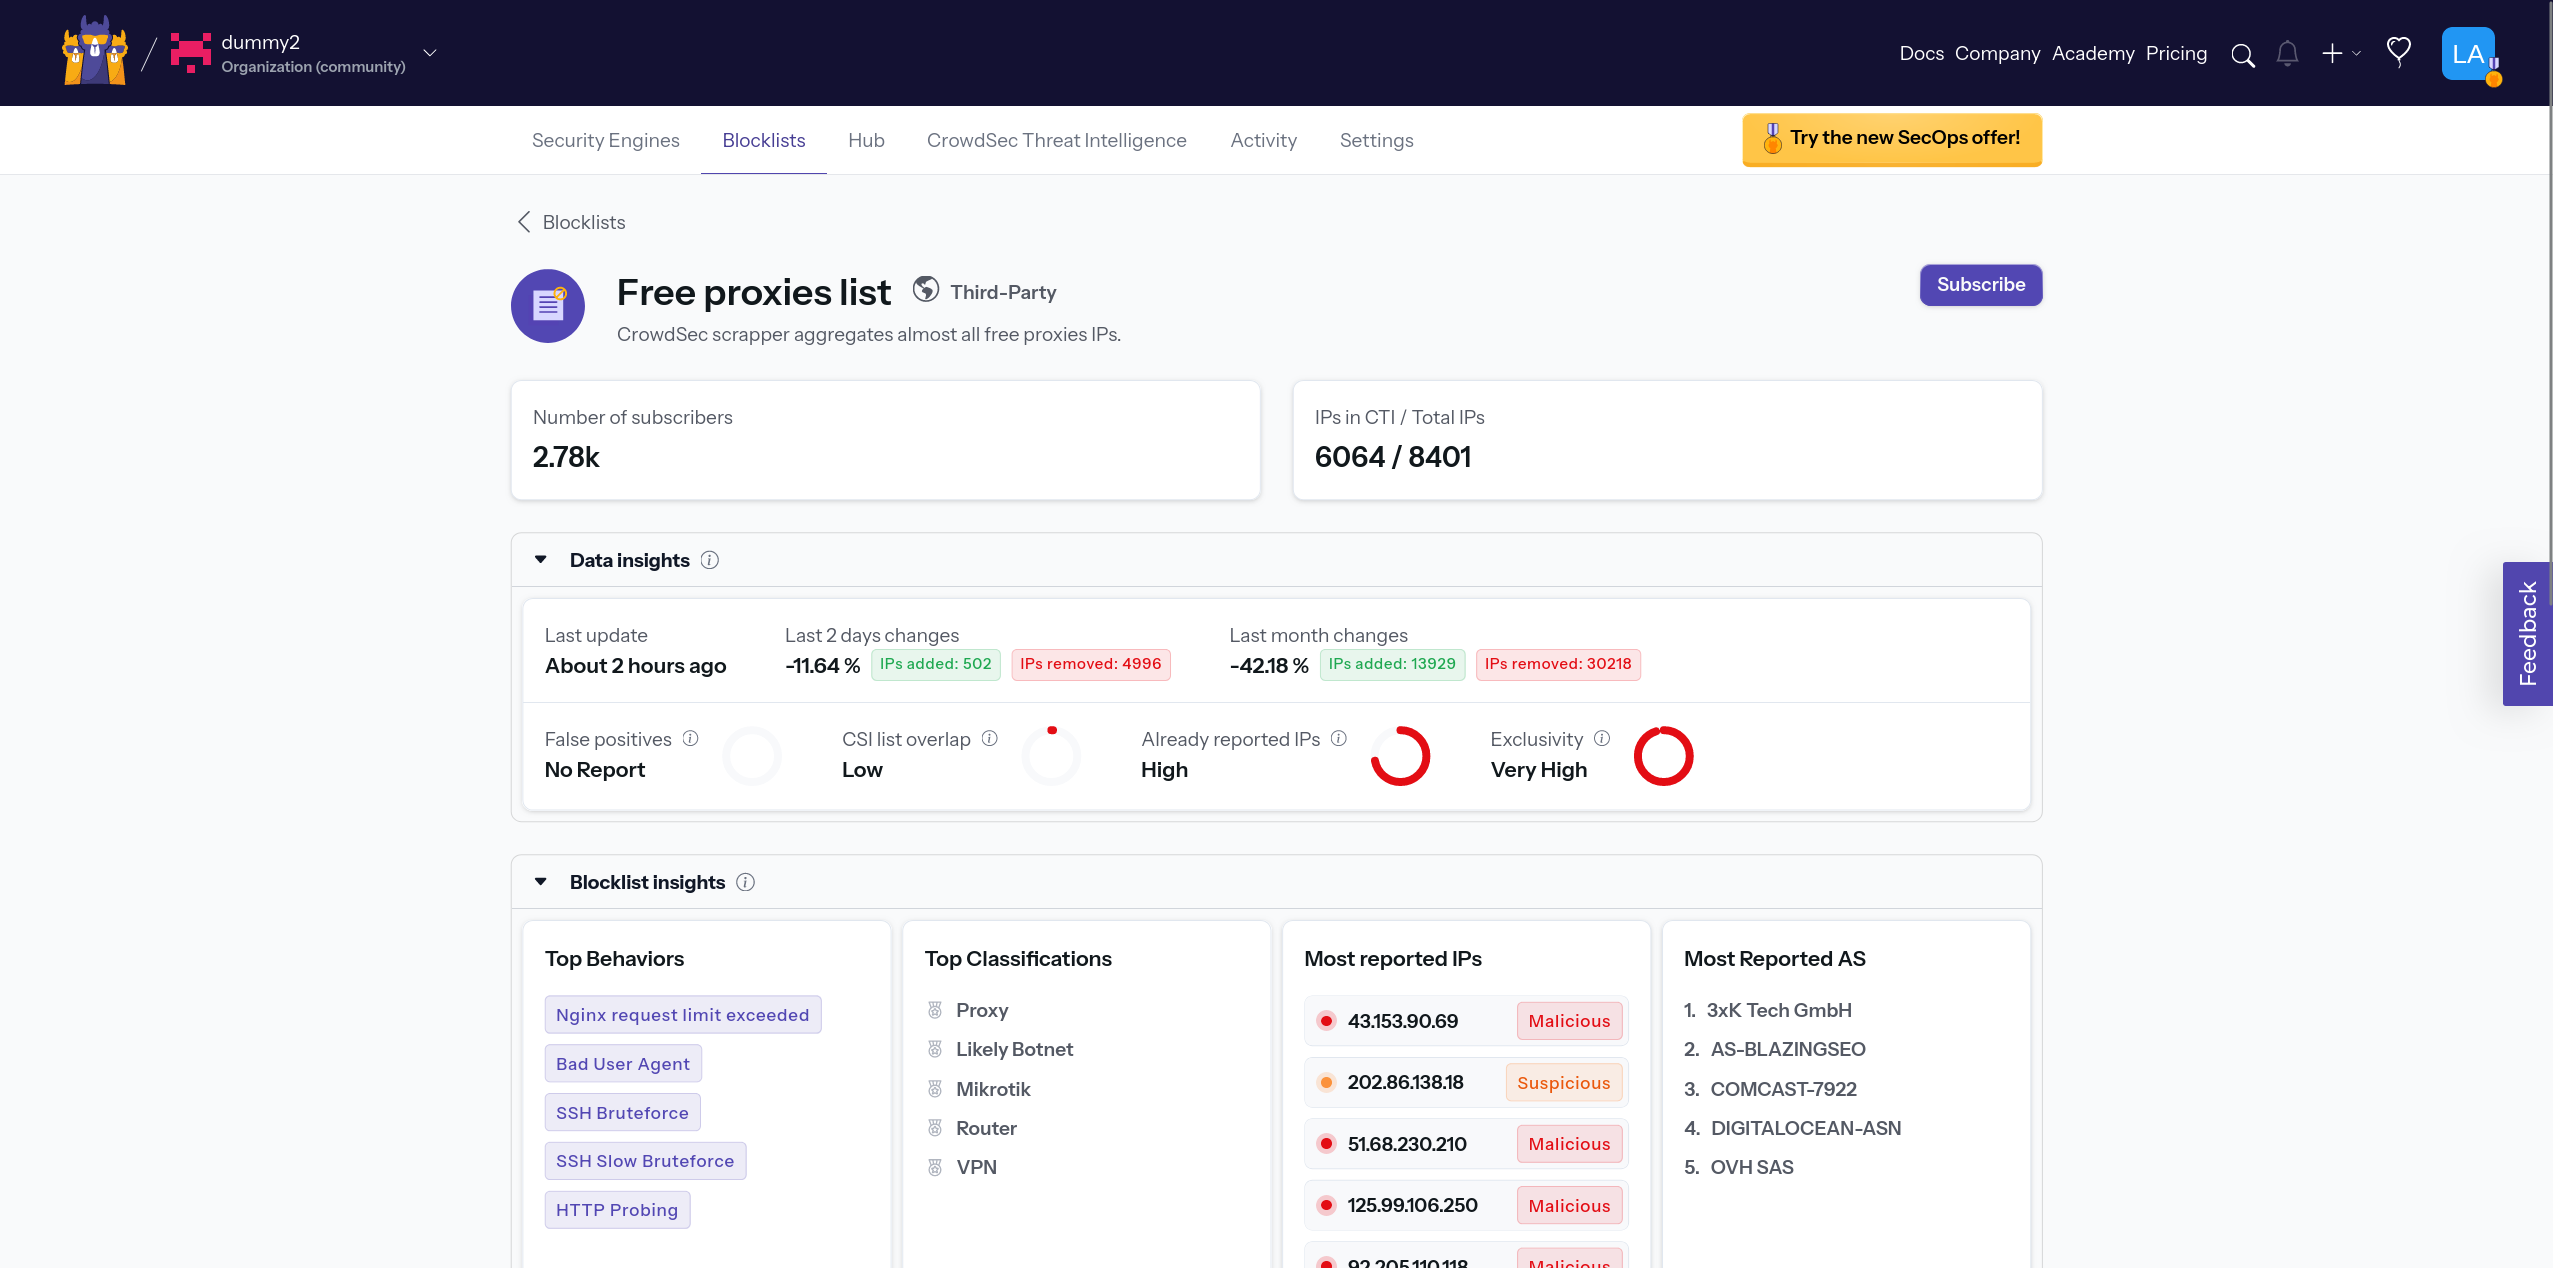 dummy2
Organization (community)
Docs Company Academy Pricing
LA
Security Engines Blocklists Hub CrowdSec Threat Intelligence Activity Settings
Try the new SecOps offer!
Blocklists
Free proxies list Third-Party
CrowdSec scrapper aggregates almost all free proxies IPs.
Subscribe
Number of subscribers
2.78k
IPs in CTI / Total IPs
6064 / 8401
Data insights
Last update
About 2 hours ago
Last 2 days changes
-11.64 % IPs added: 502 IPs removed: 4996
Last month changes
-42.18 % IPs added: 13929 IPs removed: 30218
False positives
No Report
CSI list overlap
Low
Already reported IPs
High
Exclusivity
Very High
Feedback
Blocklist insights
Top Behaviors
Nginx request limit exceeded
Bad User Agent
SSH Bruteforce
SSH Slow Bruteforce
HTTP Probing
Top Classifications
Proxy
Likely Botnet
Mikrotik
Router
VPN
Most reported IPs
43.153.90.69 Malicious
202.86.138.18 Suspicious
51.68.230.210 Malicious
125.99.106.250 Malicious
92.205.110.118 Malicious
Most Reported AS
1. 3xK Tech GmbH
2. AS-BLAZINGSEO
3. COMCAST-7922
4. DIGITALOCEAN-ASN
5. OVH SAS